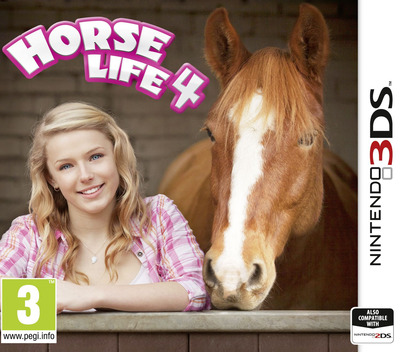 HORSE
LIFE 4
NINTENDO 3DS
3
www.pegi.info
ALSO
COMPATIBLE
WITH
NINTENDO 2DS